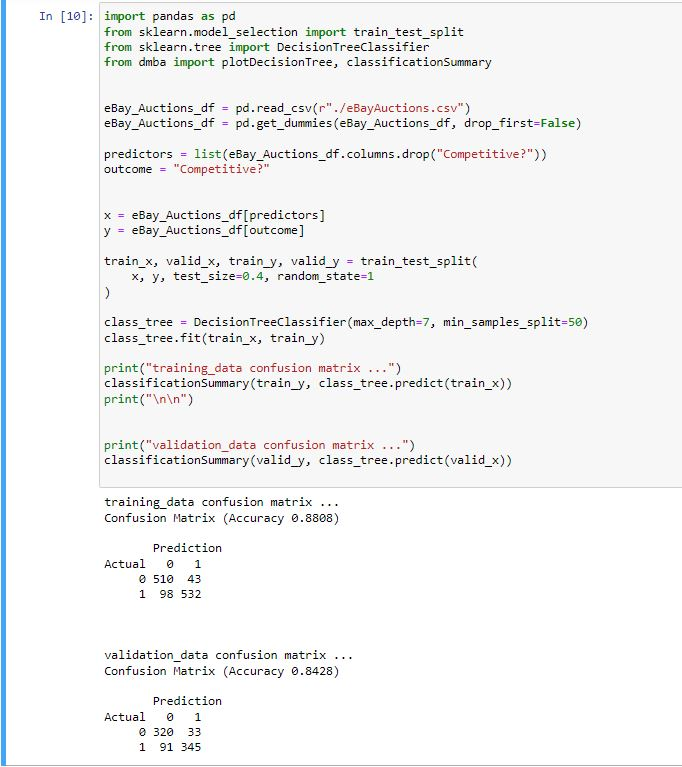 In [10]: import pandas as pd
from sklearn.model_selection import train_test_split
from sklearn.tree import DecisionTreeClassifier
from dmba import plotDecisionTree, classificationSummary
eBay_Auctions_df = pd.read_csv(r"./eBayAuctions.csv")
eBay_Auctions_df = pd.get_dummies(eBay_Auctions_df, drop_first=False)
predictors = list(eBay_Auctions_df.columns.drop("Competitive?"))
outcome = "Competitive?"
x = eBay_Auctions_df[predictors]
y = eBay_Auctions_df[outcome]
train_x, valid_x, train_y, valid_y = train_test_split(
x, y, test_size=0.4, random_state=1
)
class_tree = DecisionTreeClassifier(max_depth=7, min_samples_split=50)
class_tree.fit(train_x, train_y)
print("training_data confusion matrix ...")
classificationSummary(train_y, class_tree.predict(train_x))
print("\n\n")
print("validation_data confusion matrix ...")
classificationSummary(valid_y, class_tree.predict(valid_x))
training_data confusion matrix ...
Confusion Matrix (Accuracy 0.8808)
Prediction
Actual 0 1
0 510 43
1 98 532
validation_data confusion matrix ...
Confusion Matrix (Accuracy 0.8428)
Prediction
Actual 0 1
0 320 33
1 91 345